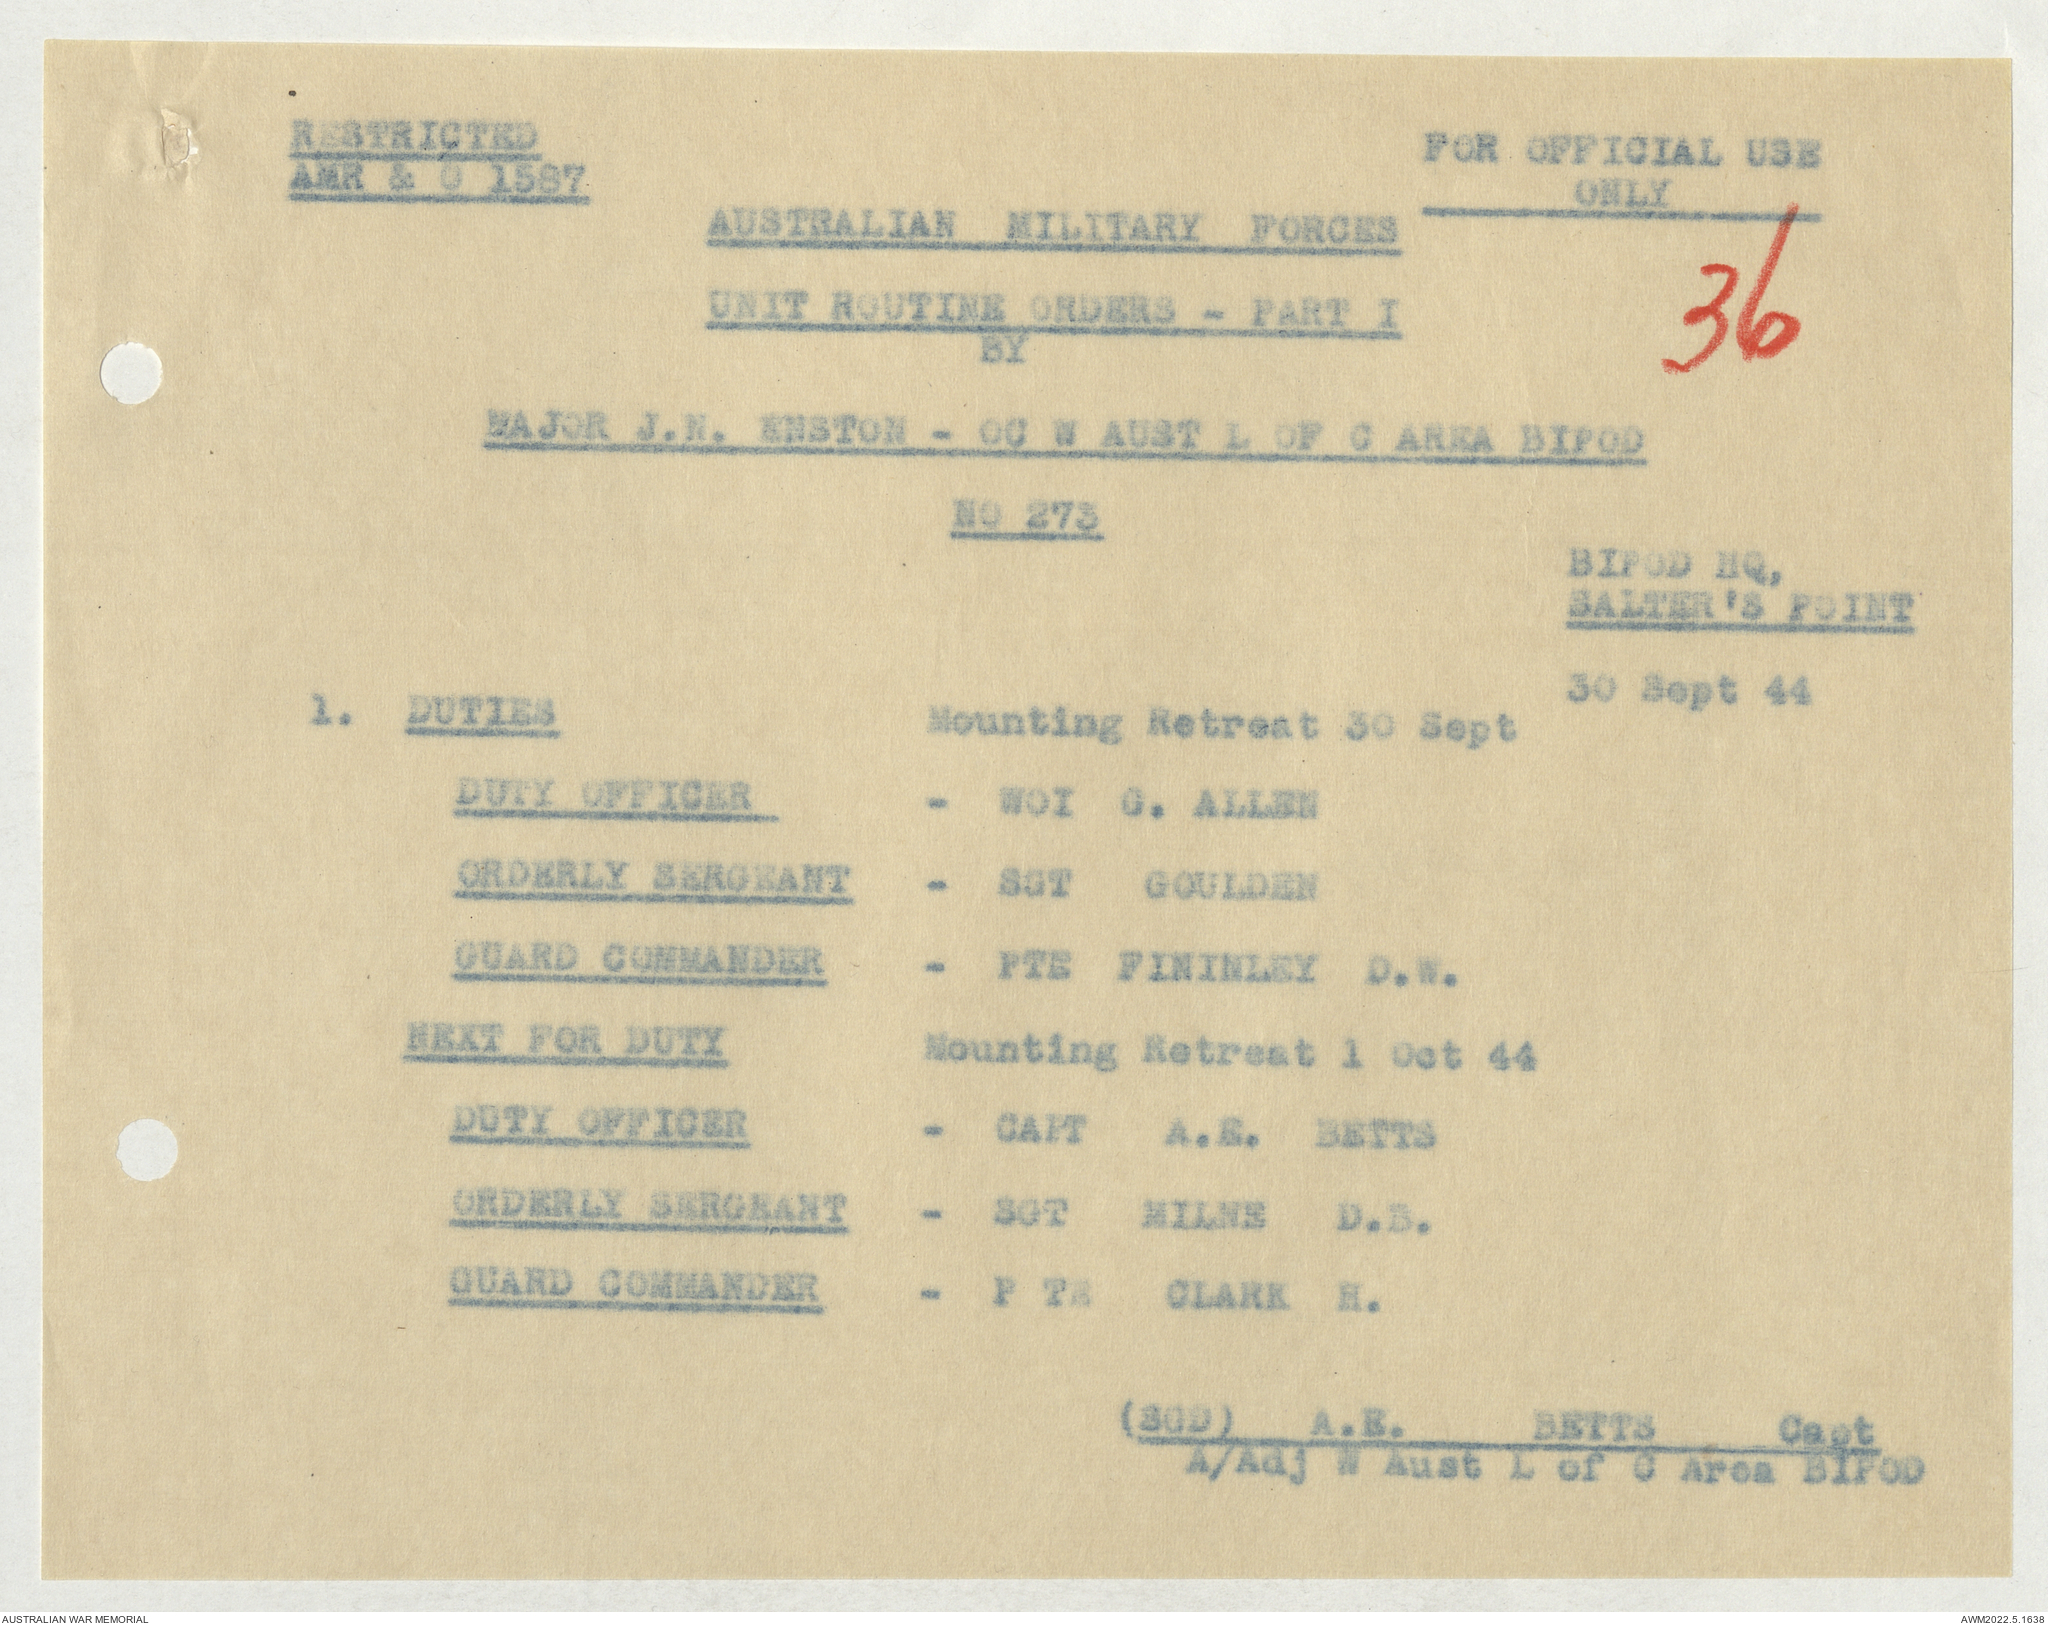 RESTRICTED
AMR & O 1587
FOR OFFICIAL USE
ONLY
AUSTRALIAN MILITARY FORCES
36
UNIT ROUTINE ORDERS - PART I
BY
MAJOR J.N. ENSTON - OC W AUST L OF C AREA BIPOD
NO 273
BIPOD HQ,
SALTER'S POINT
30 Sept 44
1. DUTIES Mounting Retreat 30 Sept
DUTY OFFICER - WOI G. ALLEN
ORDERLY SERGEANT - SGT GOULDEN
GUARD COMMANDER - PTE FININLEY D.W.
NEXT FOR DUTY Mounting Retreat 1 Oct 44
DUTY OFFICER - CAPT A.E. BETTS
ORDERLY SERGEANT - SGT MILNE D.B.
GUARD COMMANDER - P TE CLARK H.
(SGD) A.E. BETTS Capt
A/Adj W Aust L of C Area BIPOD
AUSTRALIAN WAR MEMORIAL
AWM2022.5.1638